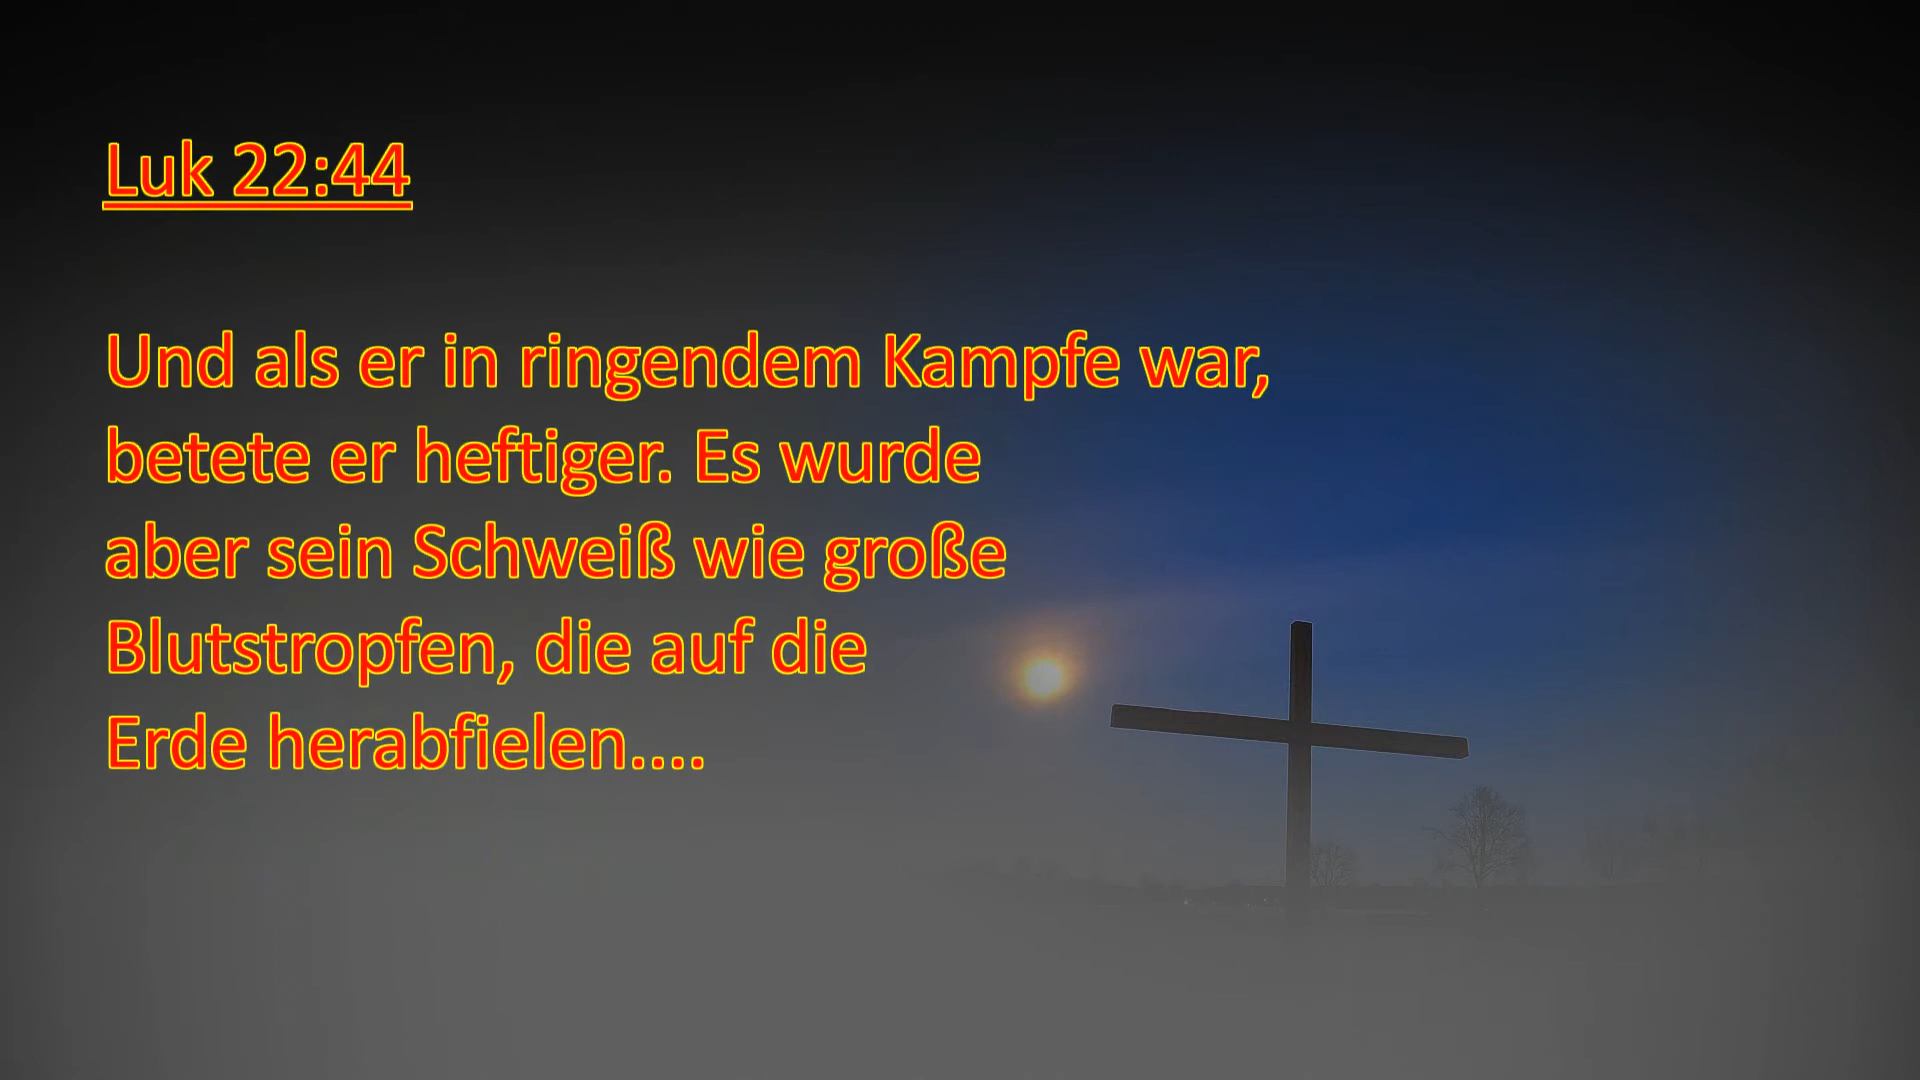 Luk 22:44
Und als er in ringendem Kampfe war,
betete er heftiger. Es wurde
aber sein Schweiß wie große
Blutstropfen, die auf die
Erde herabfielen....